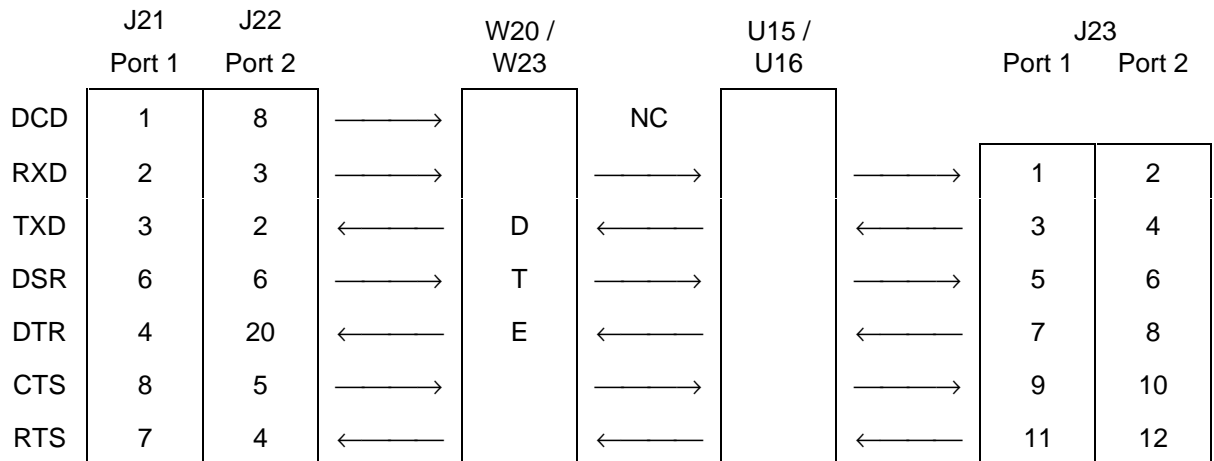 J21 J22 W20 / U15 / J23
Port 1 Port 2 W23 U16 Port 1 Port 2
DCD 1 8 NC
RXD 2 3 1 2
TXD 3 2 D 3 4
DSR 6 6 T 5 6
DTR 4 20 E 7 8
CTS 8 5 9 10
RTS 7 4 11 12